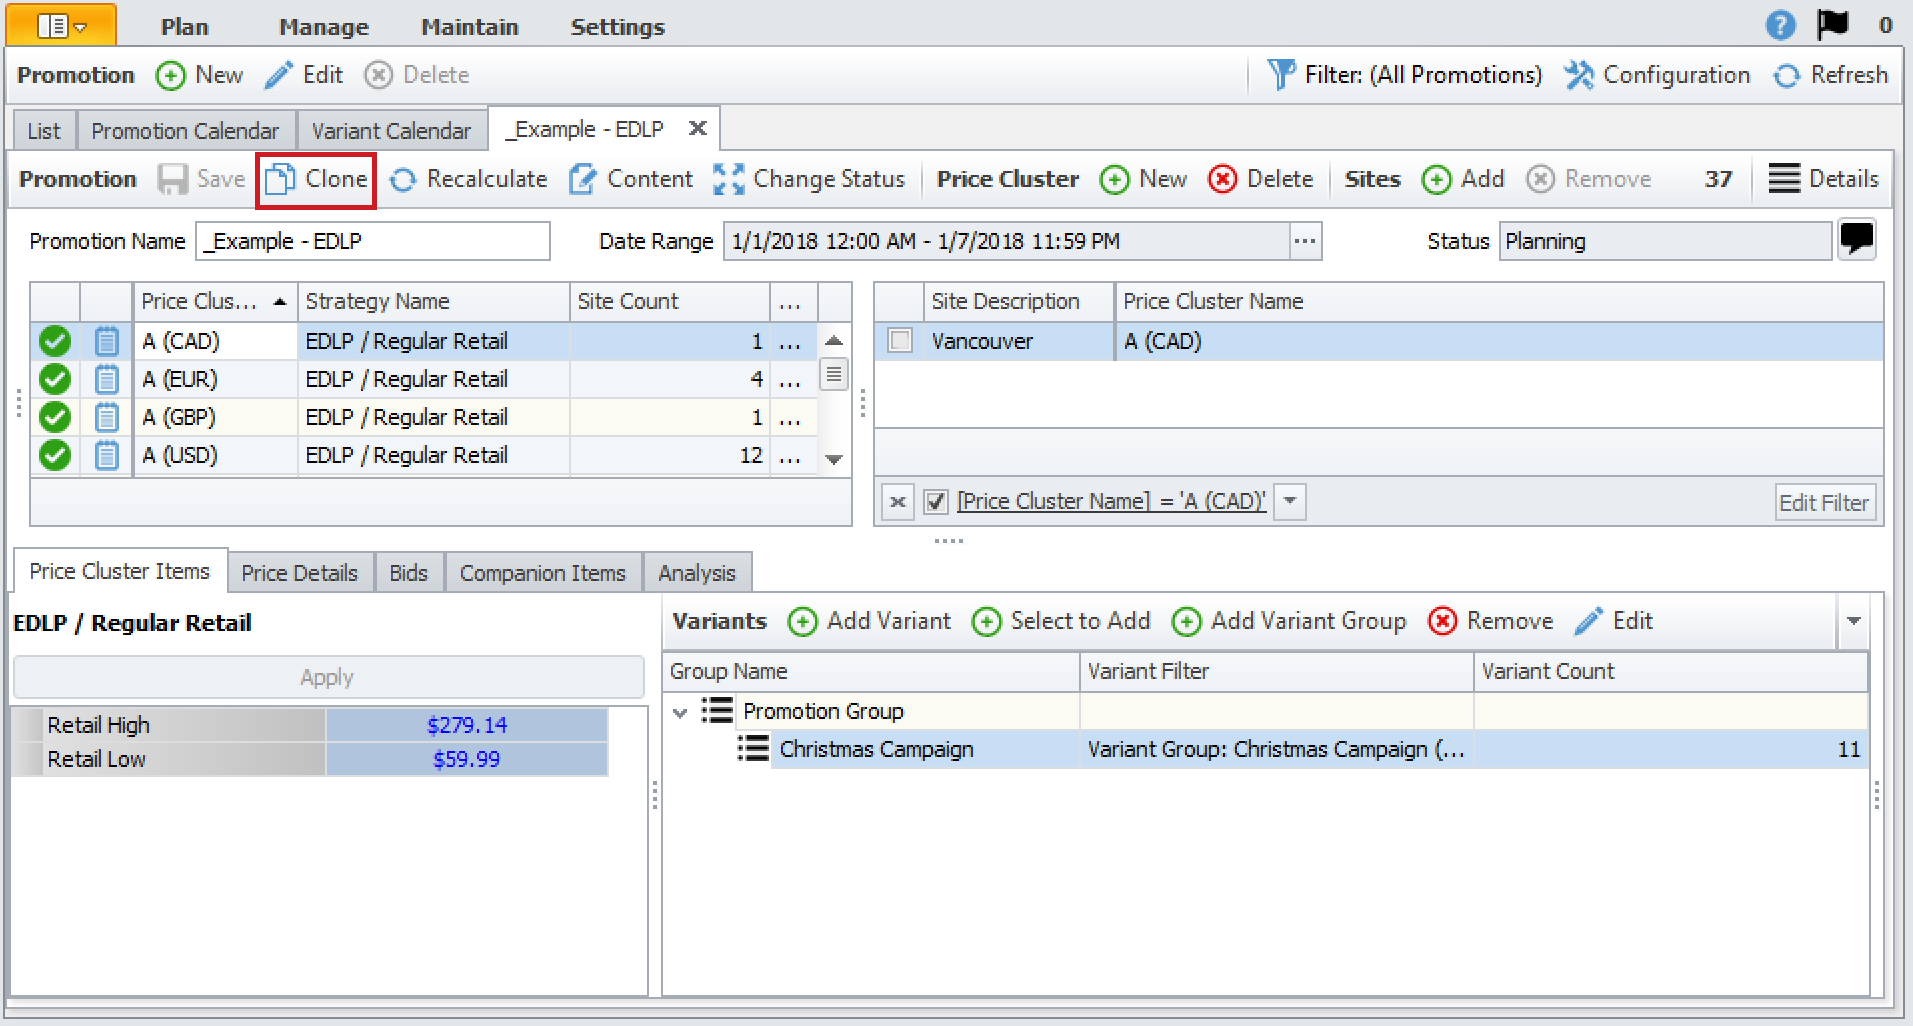 Plan Manage Maintain Settings 0
Promotion New Edit Delete Filter: (All Promotions) Configuration Refresh
List Promotion Calendar Variant Calendar _Example - EDLP
Promotion Save Clone Recalculate Content Change Status Price Cluster New Delete Sites Add Remove 37 Details
Promotion Name _Example - EDLP Date Range 1/1/2018 12:00 AM - 1/7/2018 11:59 PM ... Status Planning
Price Clus... Strategy Name Site Count ...
A (CAD) EDLP / Regular Retail 1 ...
A (EUR) EDLP / Regular Retail 4 ...
A (GBP) EDLP / Regular Retail 1 ...
A (USD) EDLP / Regular Retail 12 ...
Site Description Price Cluster Name
Vancouver A (CAD)
[Price Cluster Name] = 'A (CAD)' Edit Filter
Price Cluster Items Price Details Bids Companion Items Analysis
EDLP / Regular Retail
Apply
Retail High $279.14
Retail Low $59.99
Variants Add Variant Select to Add Add Variant Group Remove Edit
Group Name Variant Filter Variant Count
Promotion Group
Christmas Campaign Variant Group: Christmas Campaign (... 11